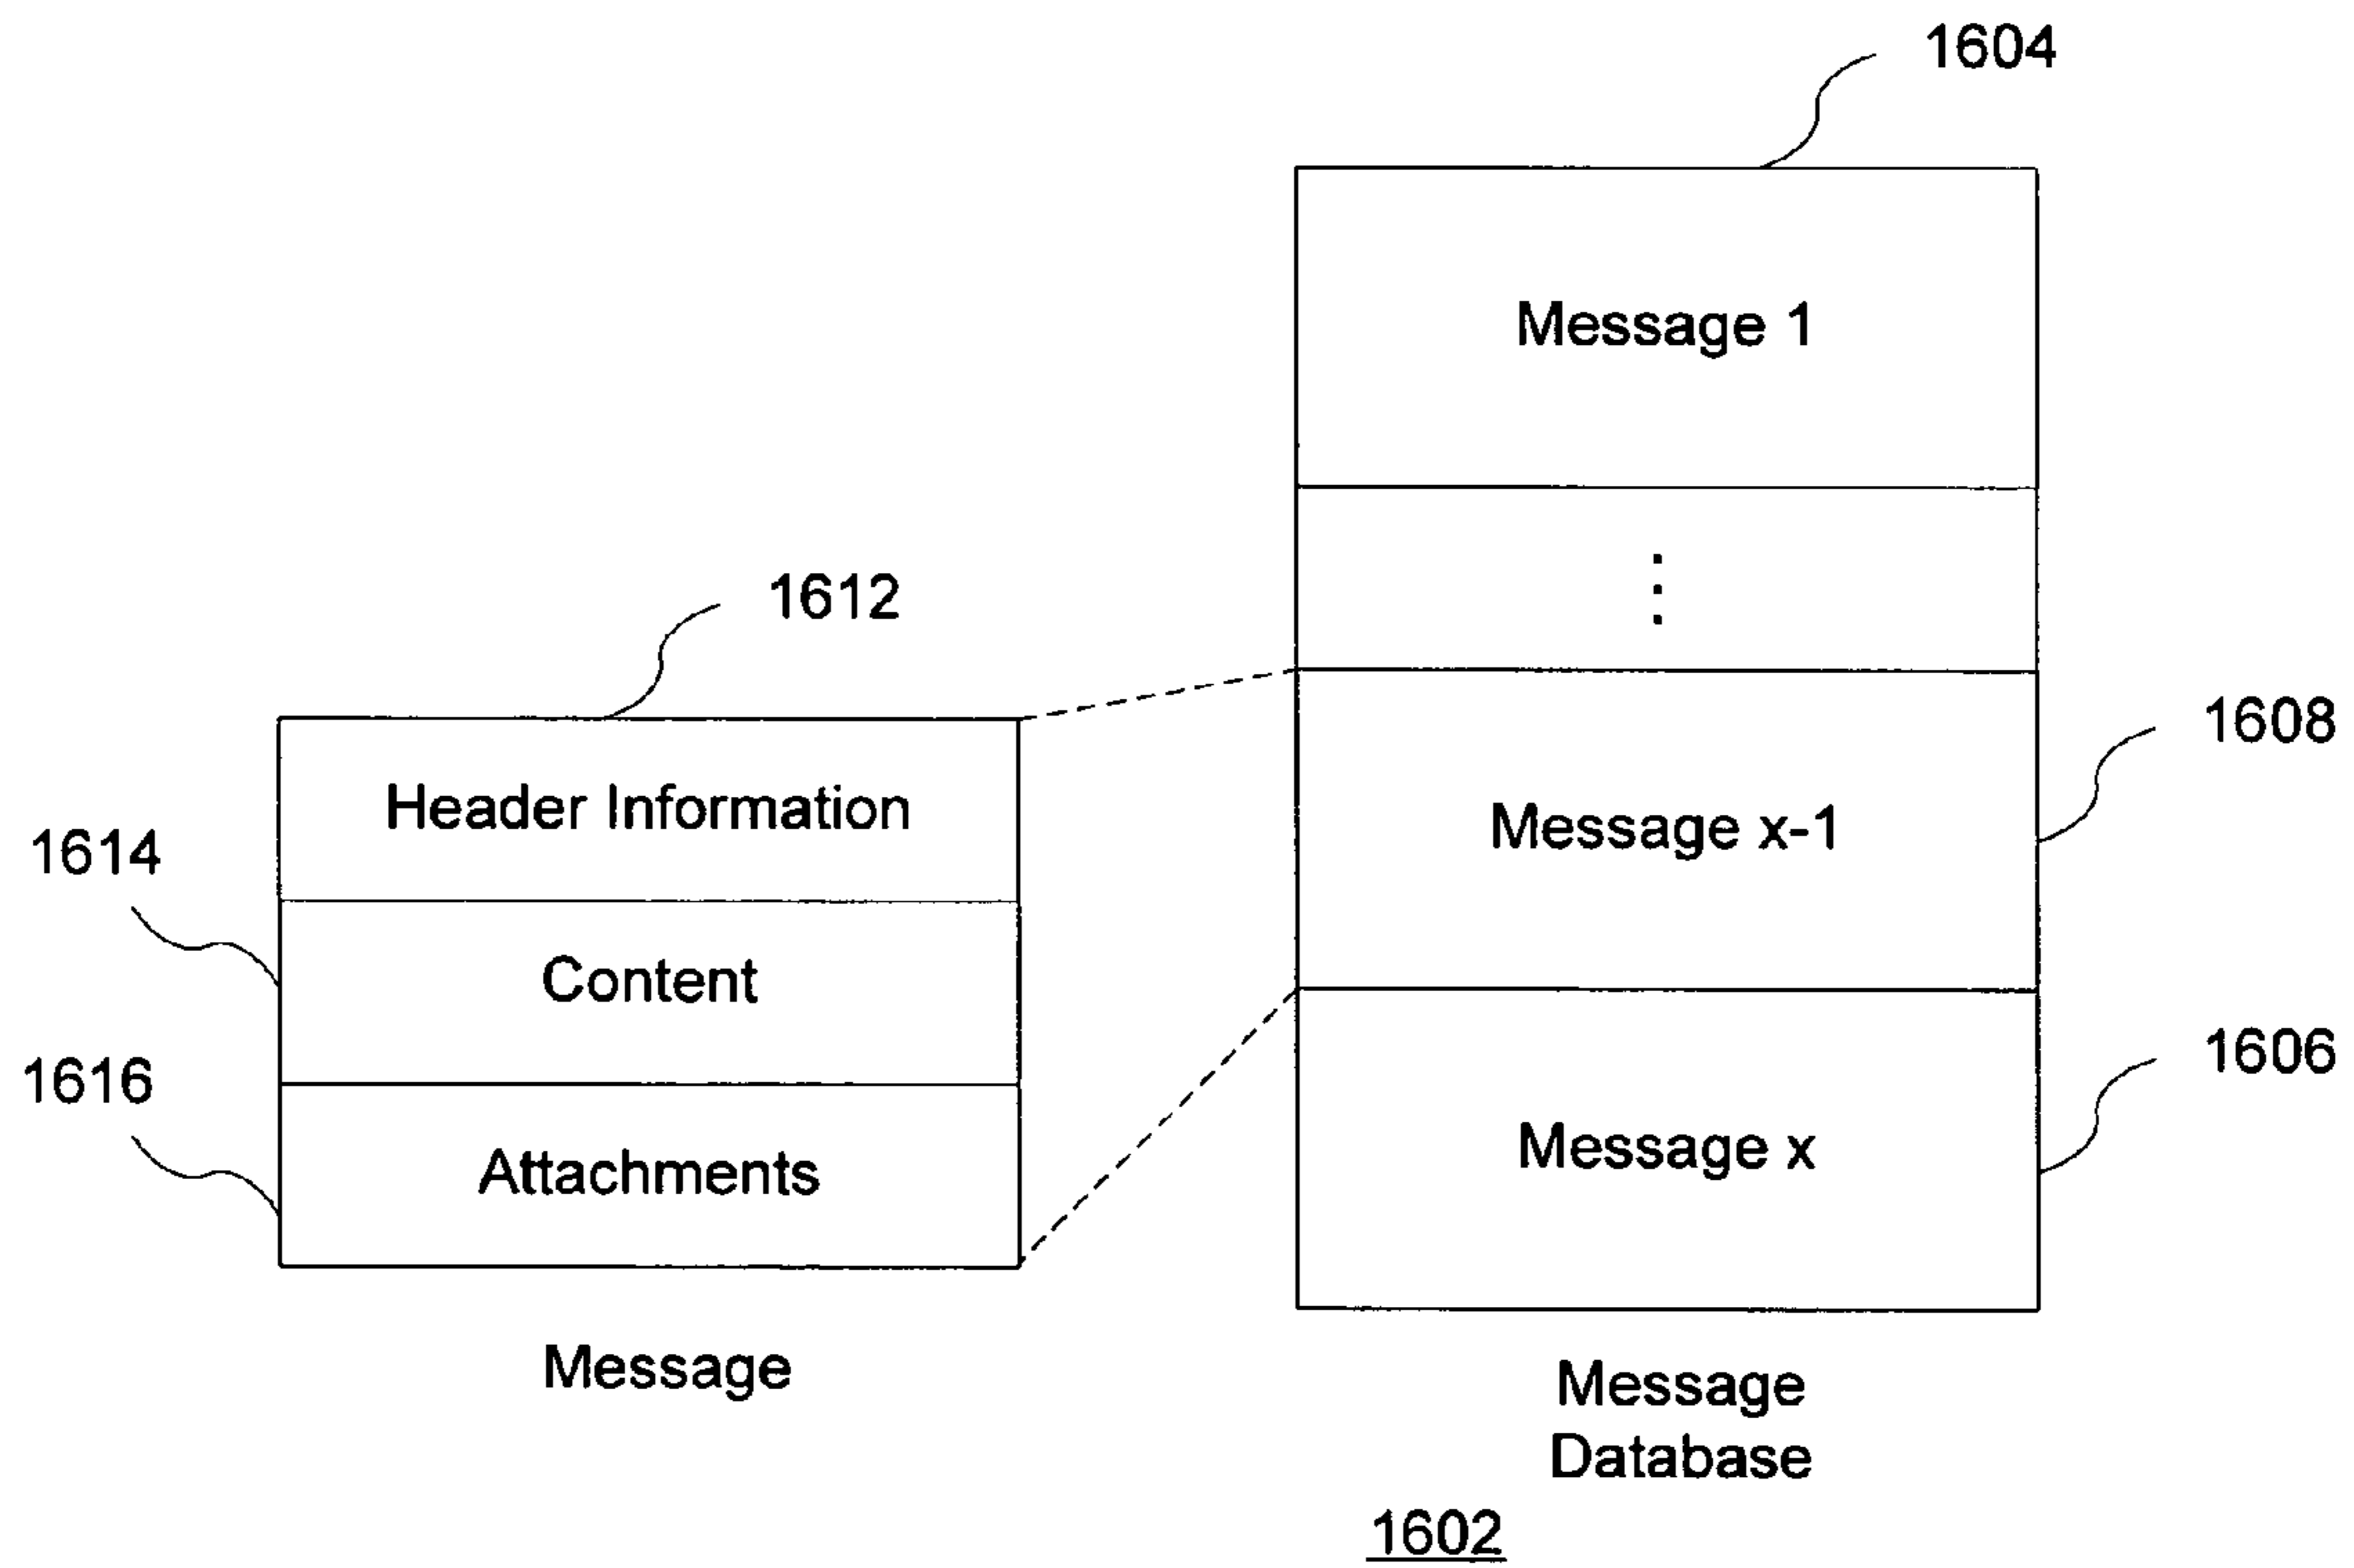 1604
Message 1
⋮
1612
1608
Header Information
Message x-1
1614
Content
1606
1616
Attachments
Message x
Message
Message
Database
1602